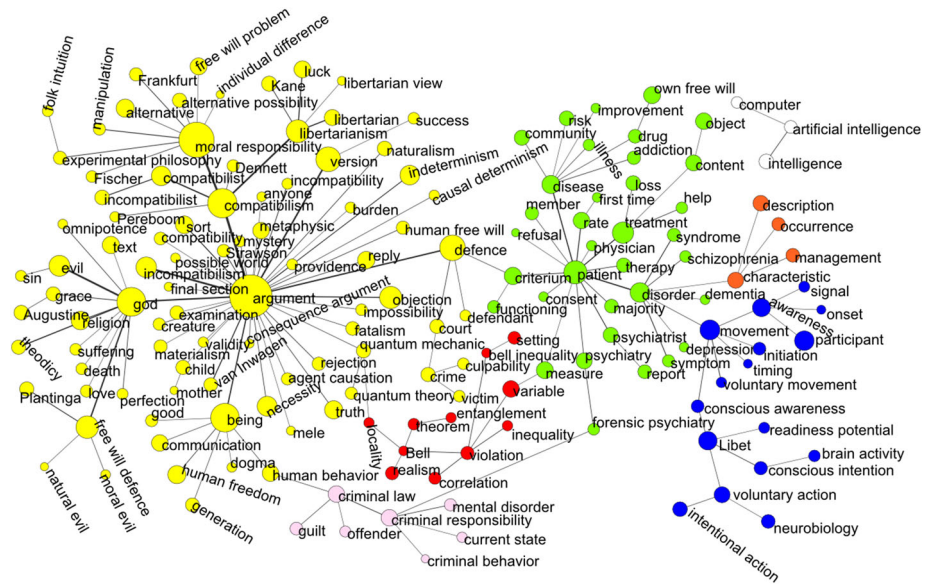 free will problem
individual difference
folk intuition
manipulation
Frankfurt
alternative possibility
alternative
luck
Kane
libertarian view
libertarianism
libertarian
success
moral responsibility
version
naturalism
experimental philosophy
Dennett
incompatibility
indeterminism
Fischer
compatibilist
anyone
causal determinism
incompatibilist
compatibilism
metaphysic
burden
Pereboom
omnipotence
sort
mystery
human free will
text
compatibility
Strawson
defence
possible world
providence
reply
sin
evil
incompatibilism
final section
argument
objection
grace
god
examination
consequence argument
impossibility
Augustine
religion
creature
validity
van Inwagen
fatalism
court
defendant
quantum mechanic
theodicy
suffering
materialism
rejection
death
child
agent causation
crime
culpability
Plantinga
love
perfection
mother
necessity
quantum theory
victim
good
being
truth
free will defence
communication
mele
dogma
human behavior
natural evil
moral evil
human freedom
generation
own free will
computer
risk
improvement
object
artificial intelligence
community
drug
illness
addiction
content
intelligence
disease
loss
member
first time
help
description
rate
treatment
occurrence
refusal
physician
syndrome
management
criterium
patient
therapy
schizophrenia
characteristic
functioning
consent
disorder
dementia
signal
majority
awareness
onset
setting
movement
participant
bell inequality
psychiatry
psychiatrist
depression
initiation
measure
symptom
timing
variable
report
voluntary movement
entanglement
theorem
inequality
forensic psychiatry
conscious awareness
locality
Bell
violation
Libet
readiness potential
realism
correlation
brain activity
conscious intention
criminal law
mental disorder
voluntary action
criminal responsibility
guilt
offender
current state
neurobiology
criminal behavior
intentional action